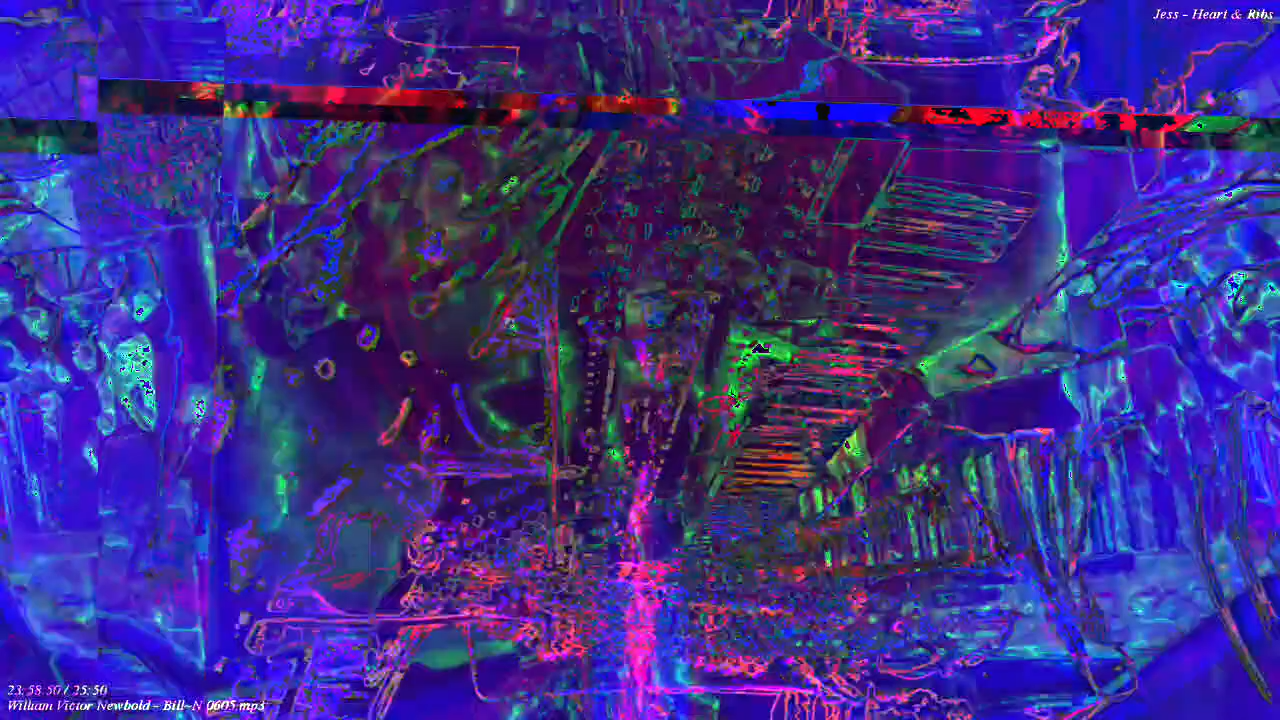 Jess - Heart & Ribs
23:58:50 / 25:50
William Victor Newbold - Bill~N 0605.mp3